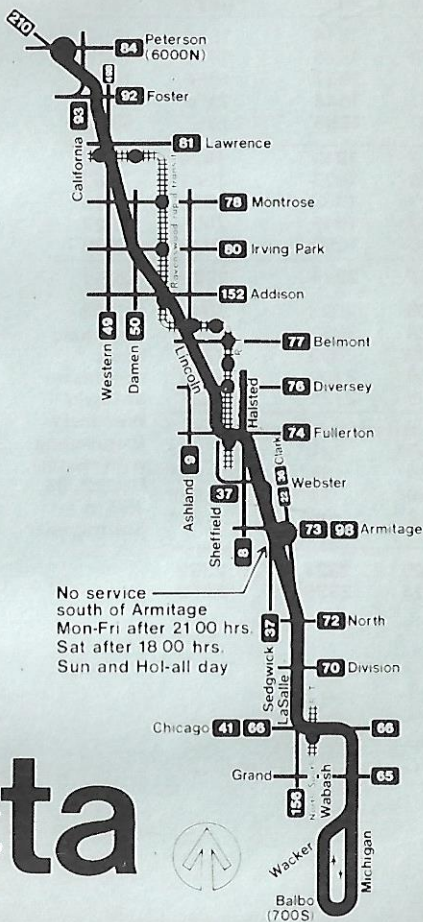 210
84 Peterson
(6000N)
49B
92 Foster
93
81 Lawrence
California
Ravenswood rapid transit
78 Montrose
80 Irving Park
152 Addison
Western
49
Damen
50
Lincoln
77 Belmont
76 Diversey
Halsted
74 Fullerton
Ashland
9
Sheffield
37
22 36 Clark
Webster
8
73 98 Armitage
No service
south of Armitage
Mon-Fri after 21 00 hrs.
Sat after 18 00 hrs.
Sun and Hol-all day
Sedgwick
37
LaSalle
72 North
70 Division
Chicago 41 66
66
Grand
65
156
Wabash
ta
Wacker
Michigan
Balbo
(700S)